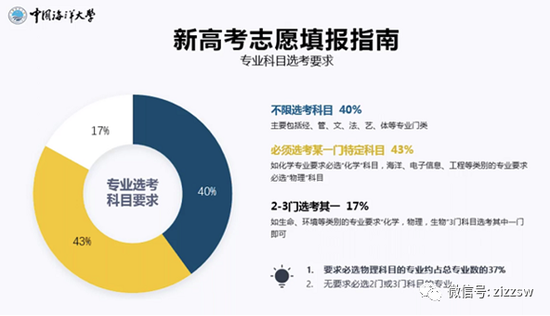 中国海洋大学
新高考志愿填报指南
专业科目选考要求
17%
40%
43%
专业选考
科目要求
不限选考科目 40%
主要包括经、管、文、法、艺、体等专业门类
必须选考某一门特定科目 43%
如化学专业要求必选“化学”科目，海洋、电子信息、工程等类别的专业要求
必选“物理”科目
2-3门选考其一 17%
如生命、环境等类别的专业要求“化学，物理，生物”3门科目选考其中一门
即可
1. 要求必选物理科目的专业约占总专业数的37%
2. 无要求必选2门或3门科目的专业
微信号: zizzsw